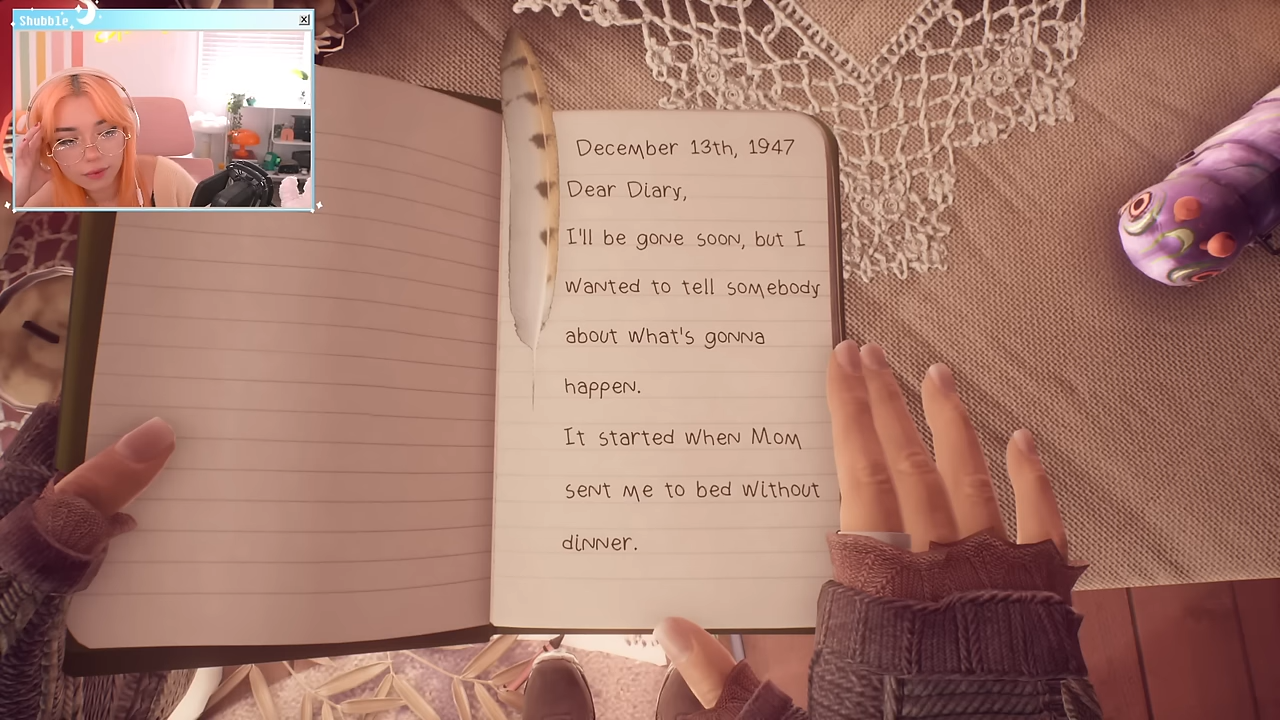 Shubble
December 13th, 1947
Dear Diary,
I'll be gone soon, but I
wanted to tell somebody
about what's gonna
happen.
It started when Mom
sent me to bed without
dinner.